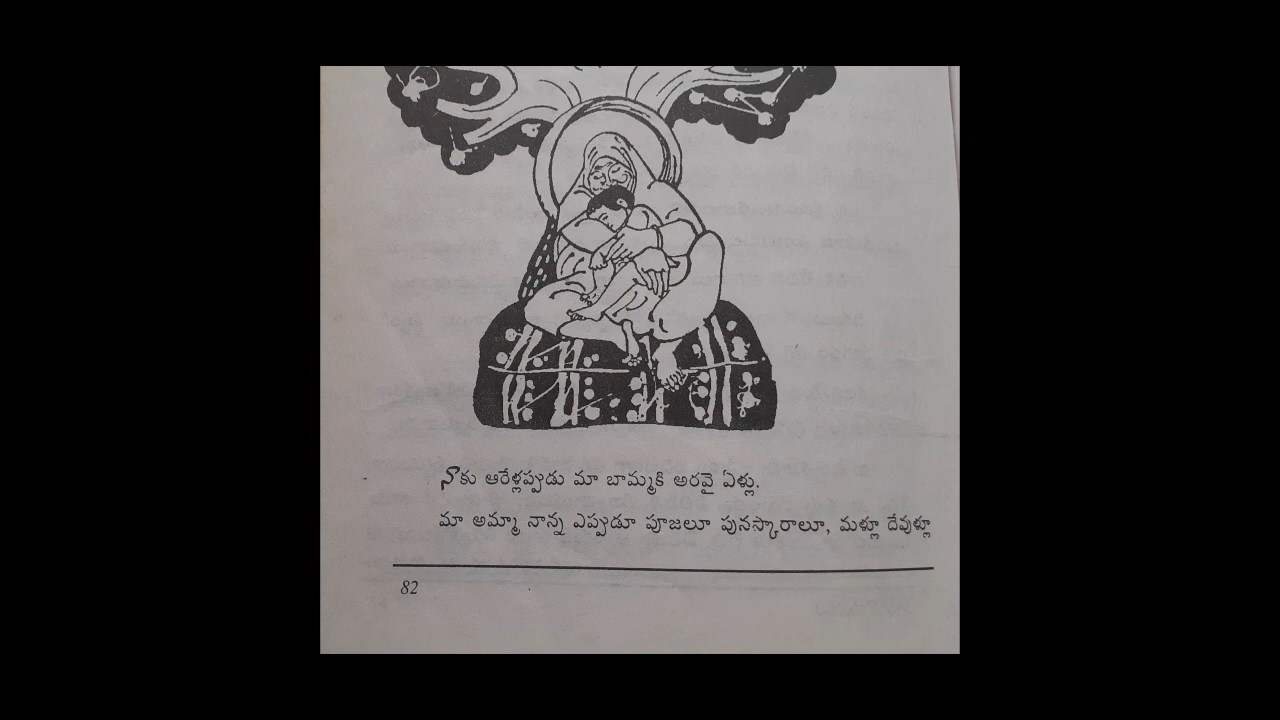 నాకు ఆరేళ్లప్పుడు మా బామ్మకి అరవై ఏళ్లు.
మా అమ్మా నాన్న ఎప్పుడూ పూజలూ పునస్కారాలూ, మళ్లూ దేవుళ్లూ
82